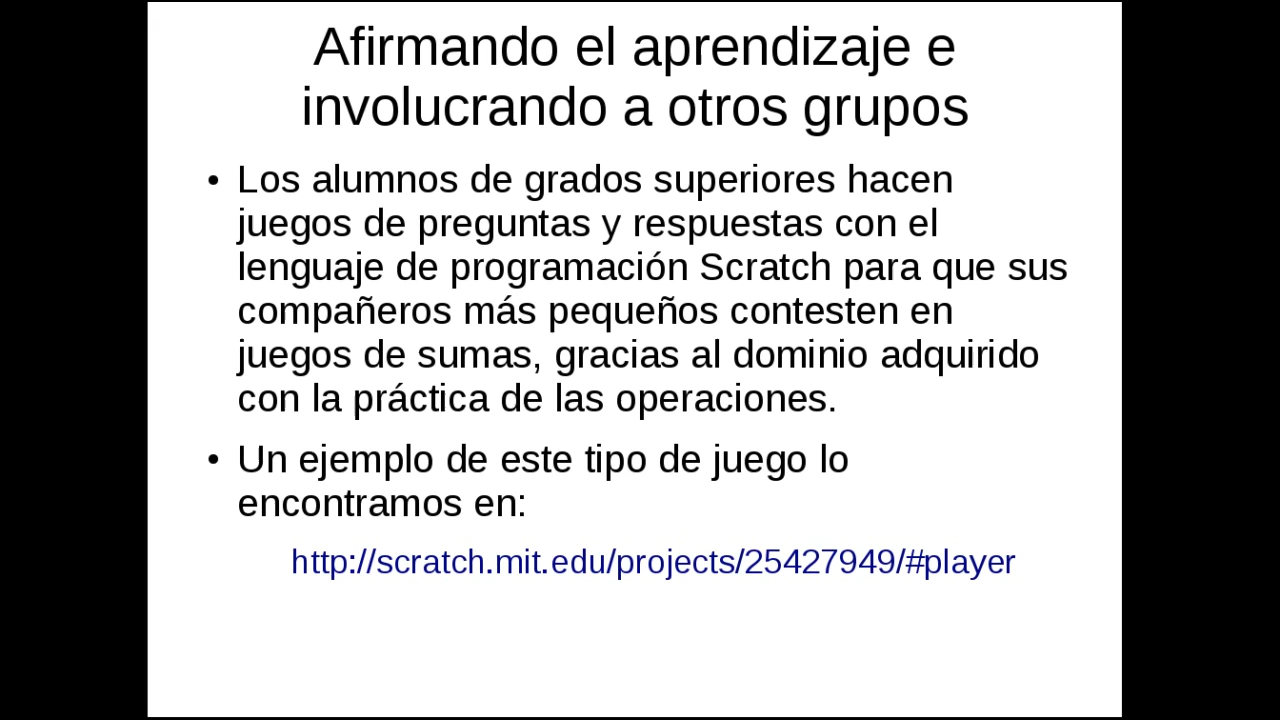 Afirmando el aprendizaje e
involucrando a otros grupos
• Los alumnos de grados superiores hacen
juegos de preguntas y respuestas con el
lenguaje de programación Scratch para que sus
compañeros más pequeños contesten en
juegos de sumas, gracias al dominio adquirido
con la práctica de las operaciones.
• Un ejemplo de este tipo de juego lo
encontramos en:
http://scratch.mit.edu/projects/25427949/#player